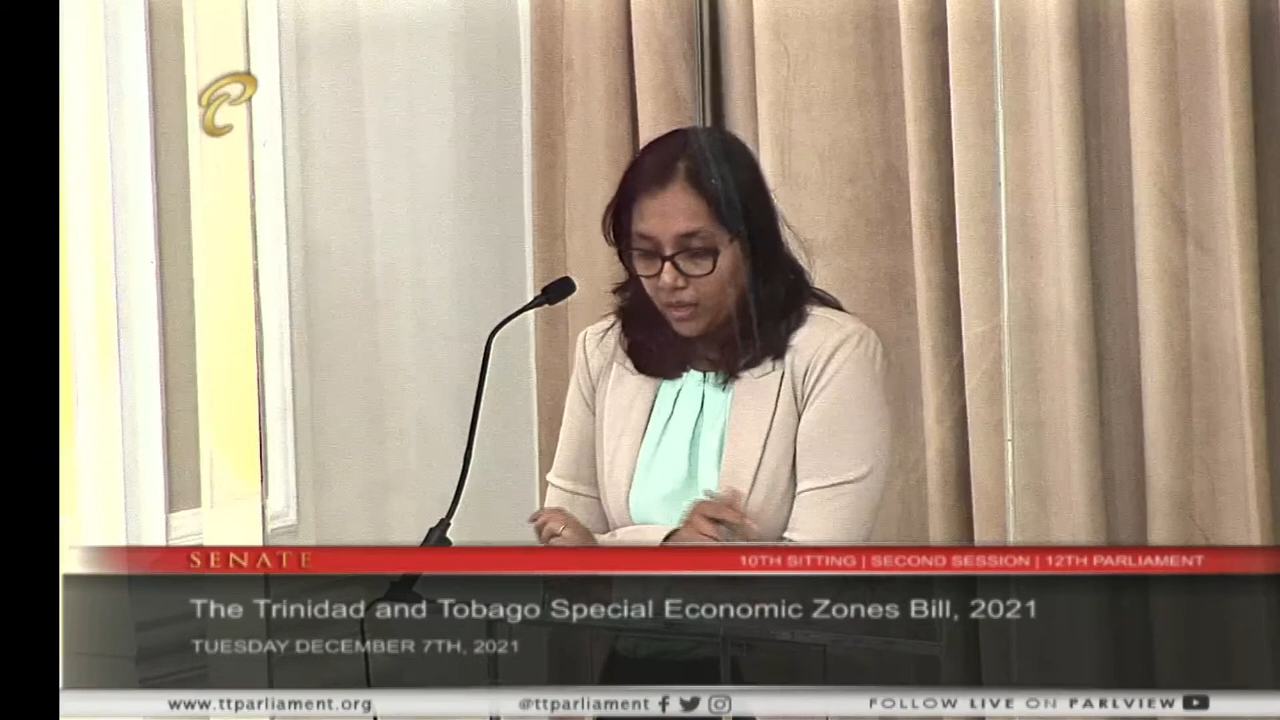 SENATE
10TH SITTING | SECOND SESSION | 12TH PARLIAMENT
The Trinidad and Tobago Special Economic Zones Bill, 2021
TUESDAY DECEMBER 7TH, 2021
www.ttparliament.org @ttparliament FOLLOW LIVE ON PARLVIEW